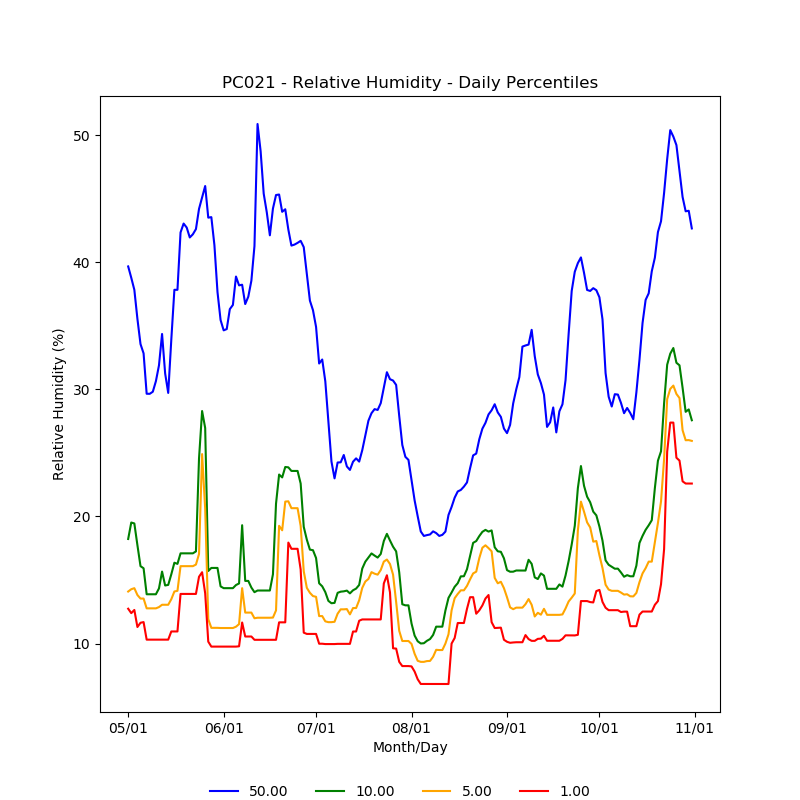 PC021 - Relative Humidity - Daily Percentiles
Relative Humidity (%)
50
40
30
20
10
05/01 06/01 07/01 08/01 09/01 10/01 11/01
Month/Day
50.00 10.00 5.00 1.00